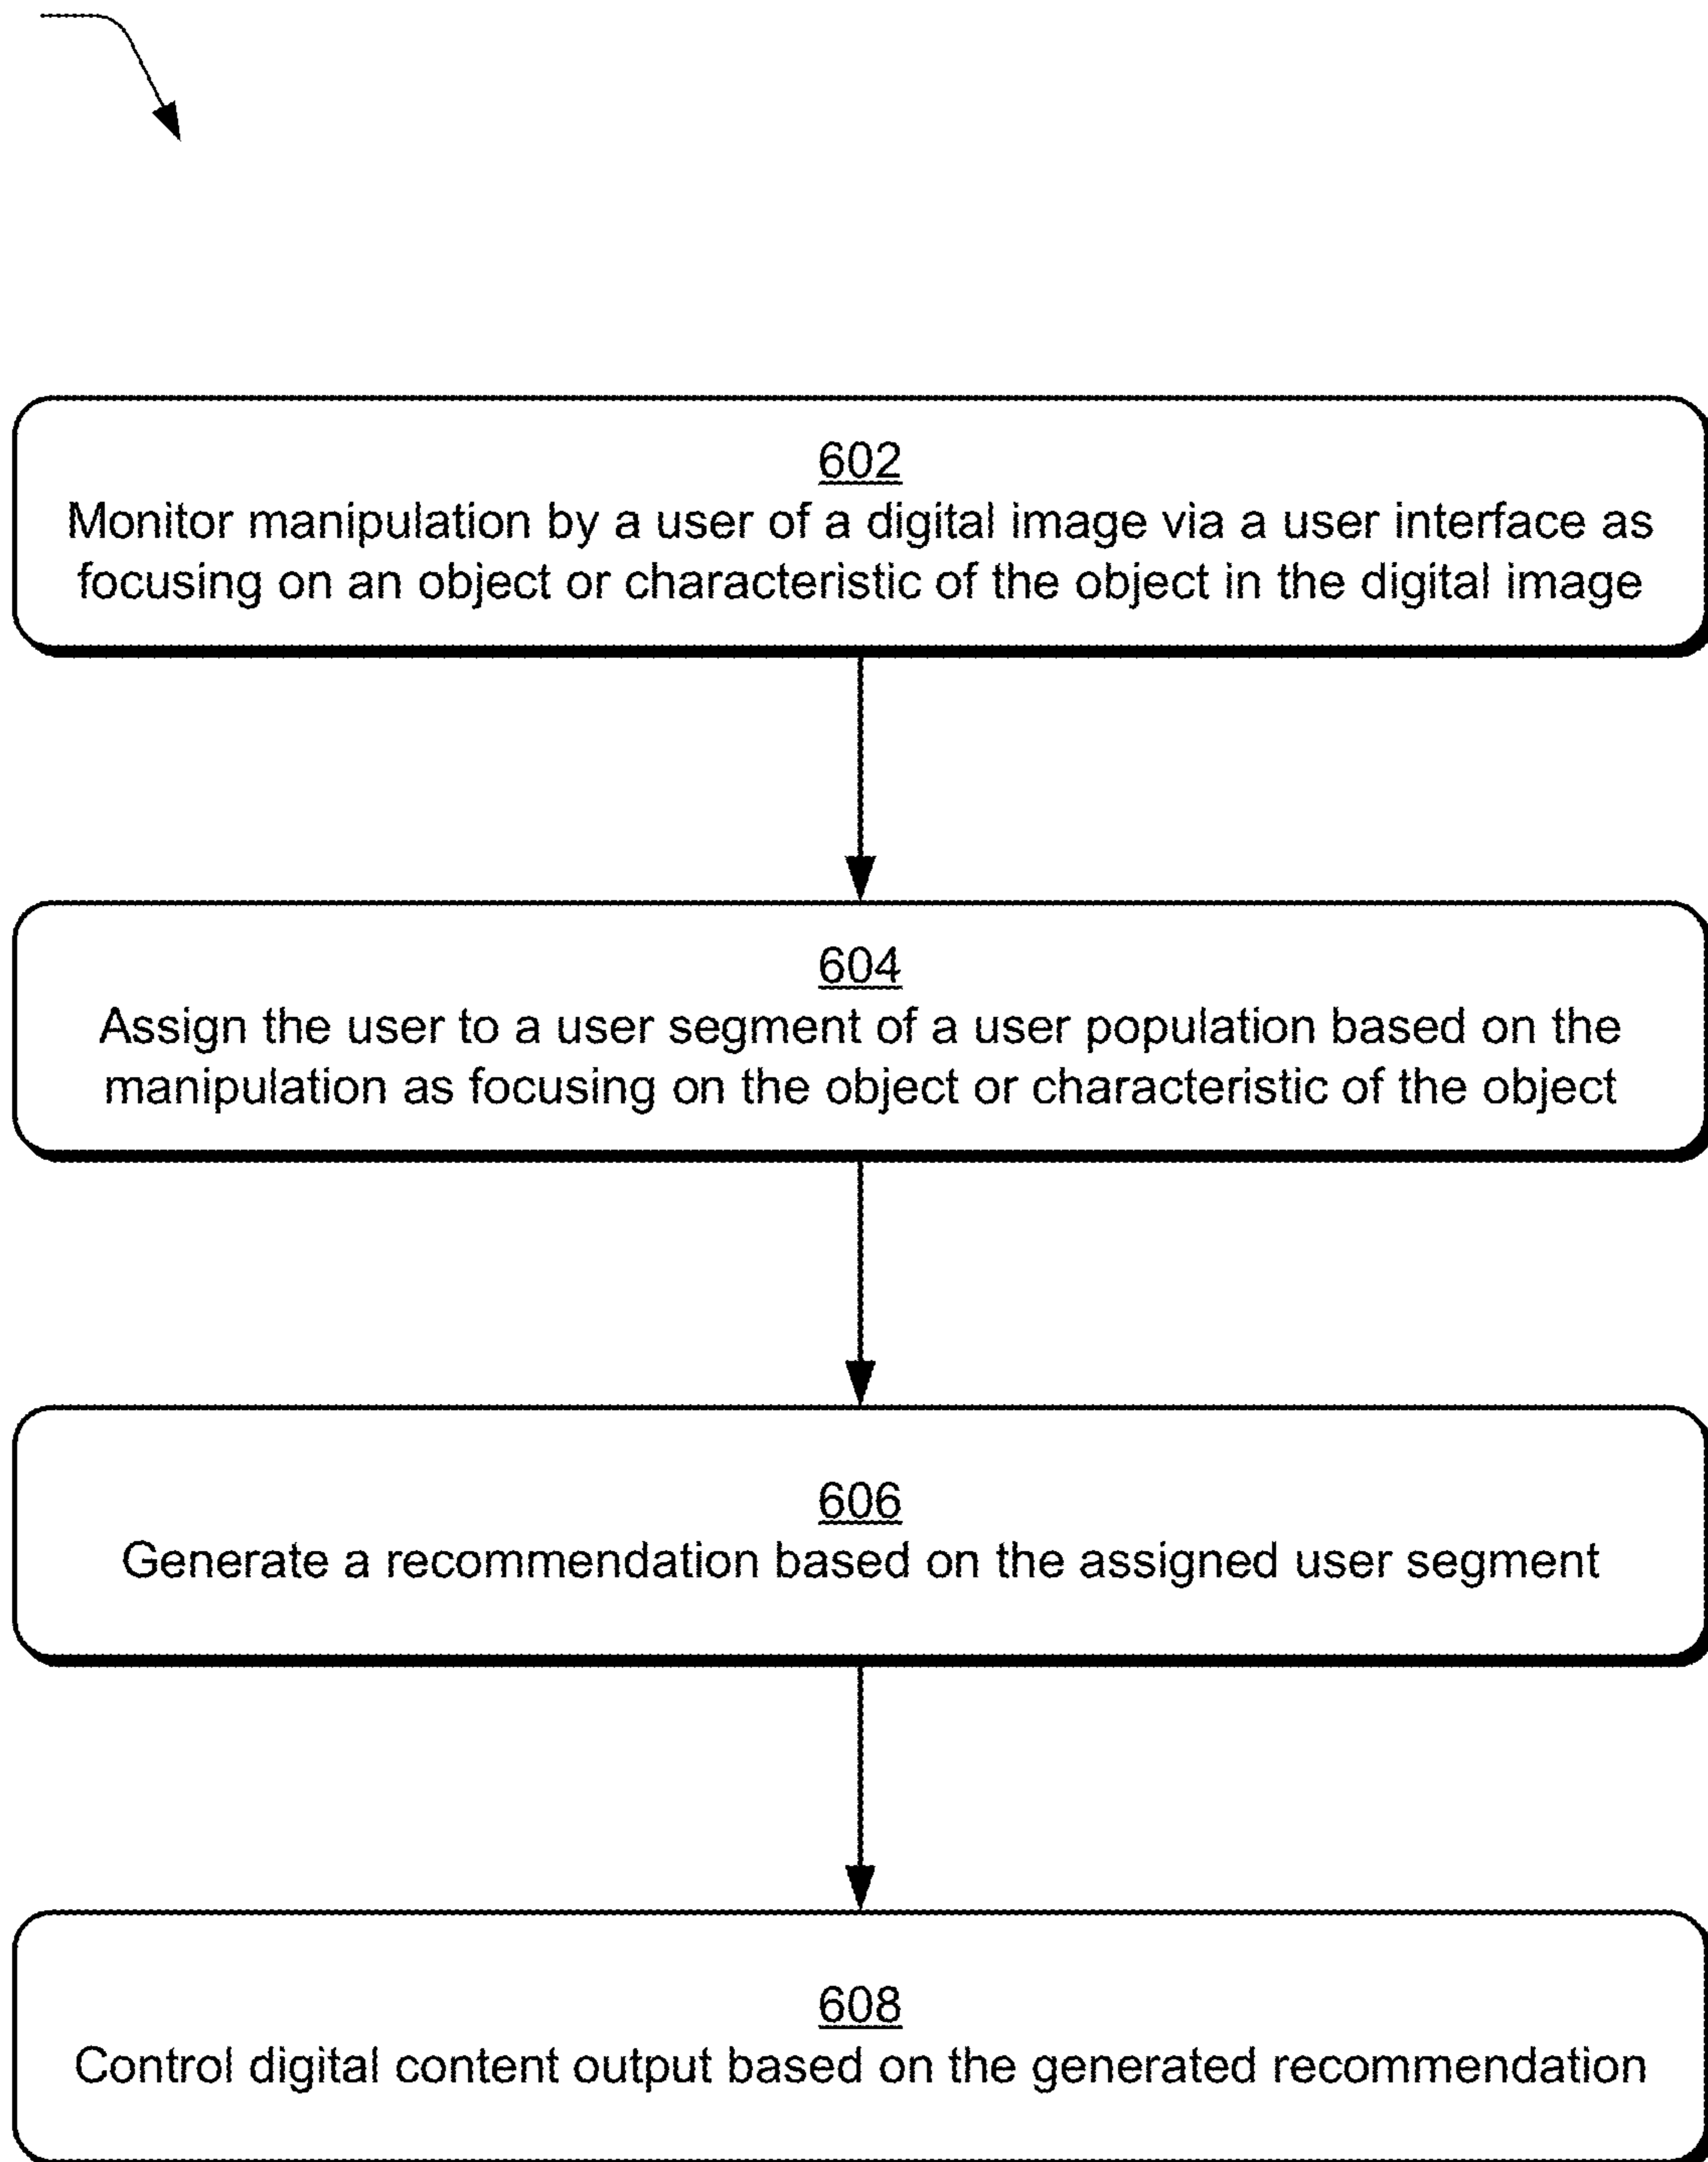 602
Monitor manipulation by a user of a digital image via a user interface as
focusing on an object or characteristic of the object in the digital image
604
Assign the user to a user segment of a user population based on the
manipulation as focusing on the object or characteristic of the object
606
Generate a recommendation based on the assigned user segment
608
Control digital content output based on the generated recommendation